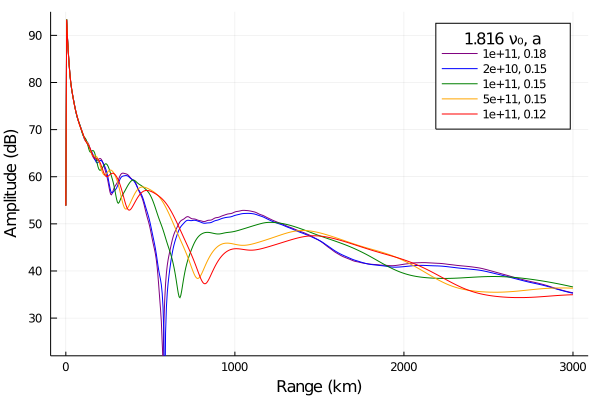 Amplitude (dB)
90
80
70
60
50
40
30
1.816 ν₀, a
1e+11, 0.18
2e+10, 0.15
1e+11, 0.15
5e+11, 0.15
1e+11, 0.12
0
1000
2000
3000
Range (km)